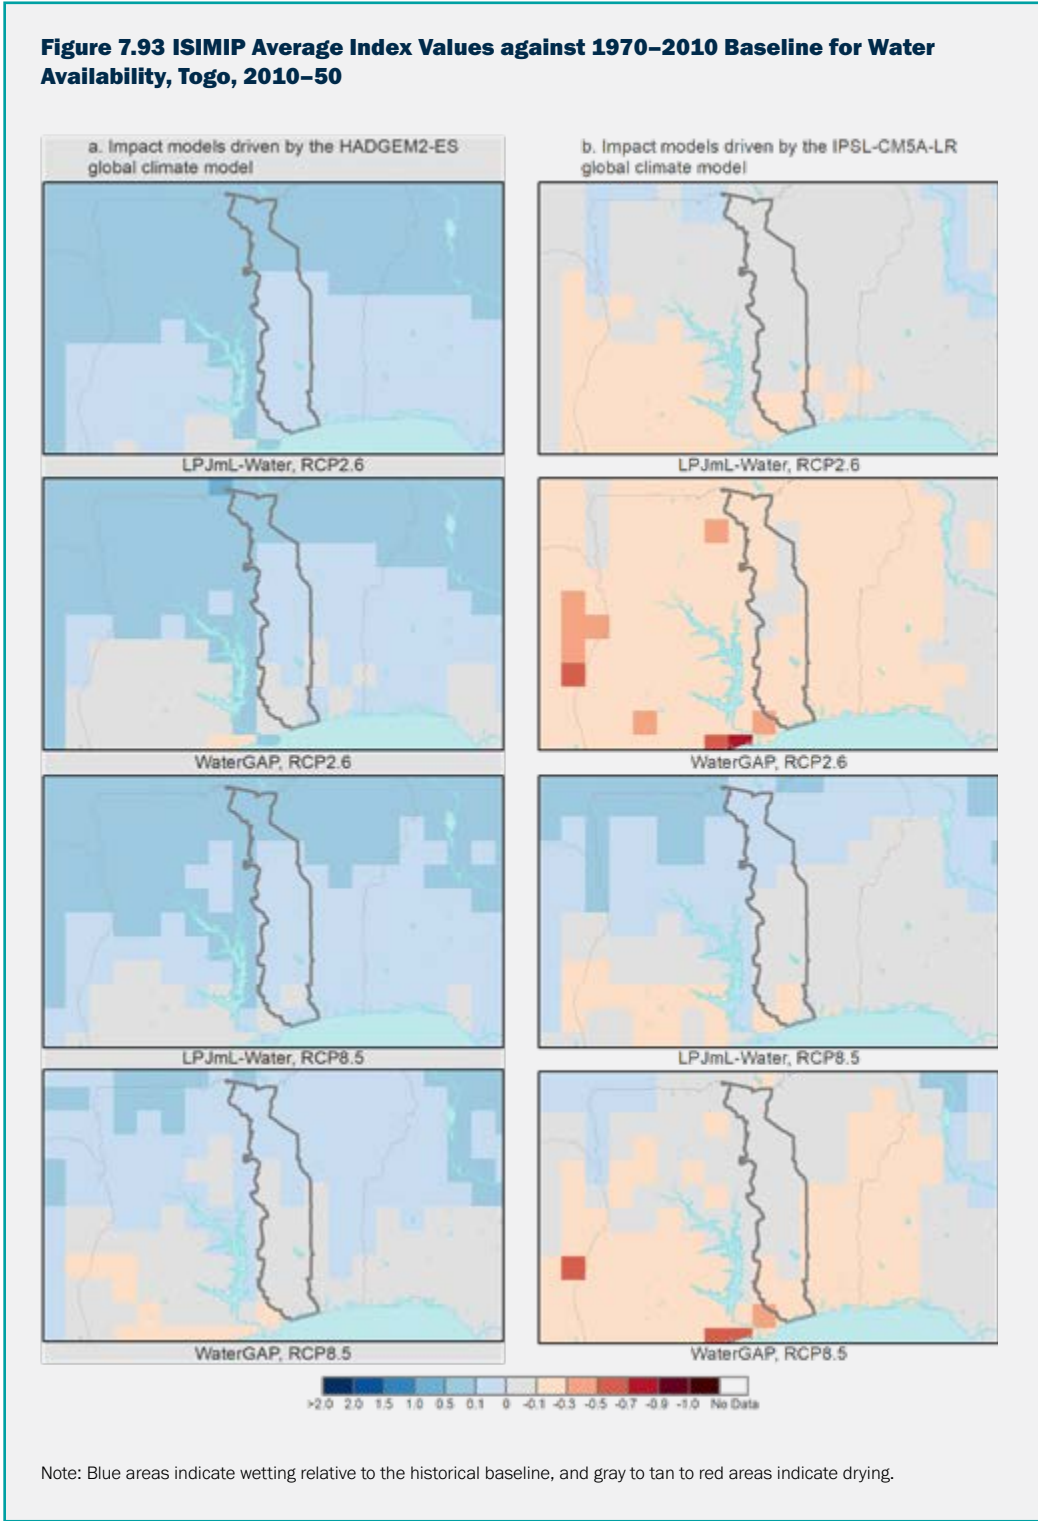 Figure 7.93 ISIMIP Average Index Values against 1970–2010 Baseline for Water
Availability, Togo, 2010–50
a. Impact models driven by the HADGEM2-ES
global climate model
b. Impact models driven by the IPSL-CM5A-LR
global climate model
LPJmL-Water, RCP2.6
LPJmL-Water, RCP2.6
WaterGAP, RCP2.6
WaterGAP, RCP2.6
LPJmL-Water, RCP8.5
LPJmL-Water, RCP8.5
WaterGAP, RCP8.5
WaterGAP, RCP8.5
>2.0 2.0 1.5 1.0 0.5 0.1 0 -0.1 -0.3 -0.5 -0.7 -0.9 -1.0 No Data
Note: Blue areas indicate wetting relative to the historical baseline, and gray to tan to red areas indicate drying.